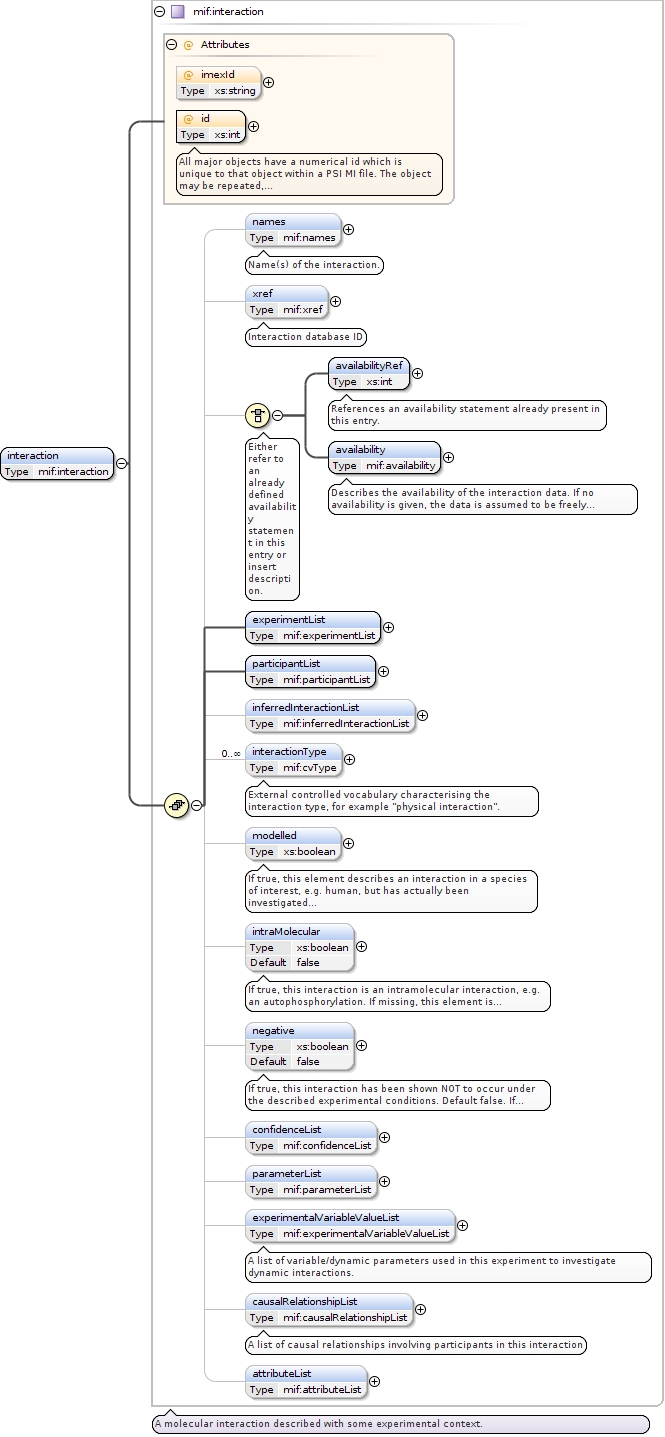 mif:interaction
Attributes
imexId
Type xs:string
id
Type xs:int
All major objects have a numerical id which is
unique to that object within a PSI MI file. The object
may be repeated,...
names
Type mif:names
Name(s) of the interaction.
xref
Type mif:xref
Interaction database ID
availabilityRef
Type xs:int
References an availability statement already present in
this entry.
interaction
Type mif:interaction
Either
refer to
an
already
defined
availabilit
y
statemen
t in this
entry or
insert
descripti
on.
availability
Type mif:availability
Describes the availability of the interaction data. If no
availability is given, the data is assumed to be freely...
experimentList
Type mif:experimentList
participantList
Type mif:participantList
inferredInteractionList
Type mif:inferredInteractionList
0..∞
interactionType
Type mif:cvType
External controlled vocabulary characterising the
interaction type, for example "physical interaction".
modelled
Type xs:boolean
If true, this element describes an interaction in a species
of interest, e.g. human, but has actually been
investigated...
intraMolecular
Type xs:boolean
Default false
If true, this interaction is an intramolecular interaction, e.g.
an autophosphorylation. If missing, this element is...
negative
Type xs:boolean
Default false
If true, this interaction has been shown NOT to occur under
the described experimental conditions. Default false. If...
confidenceList
Type mif:confidenceList
parameterList
Type mif:parameterList
experimentalVariableValueList
Type mif:experimentalVariableValueList
A list of variable/dynamic parameters used in this experiment to investigate
dynamic interactions.
causalRelationshipList
Type mif:causalRelationshipList
A list of causal relationships involving participants in this interaction
attributeList
Type mif:attributeList
A molecular interaction described with some experimental context.